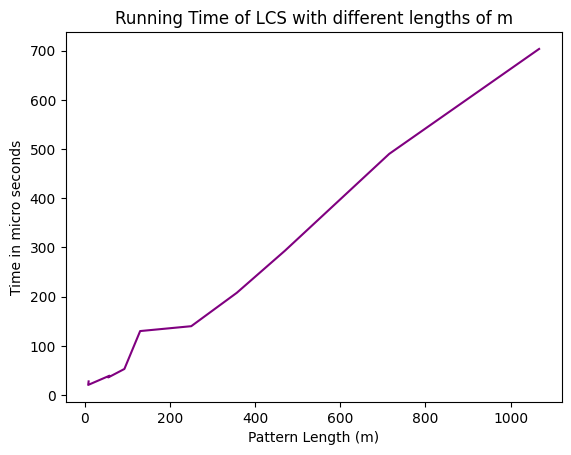 Running Time of LCS with different lengths of m
Time in micro seconds
700
600
500
400
300
200
100
0
0 200 400 600 800 1000
Pattern Length (m)